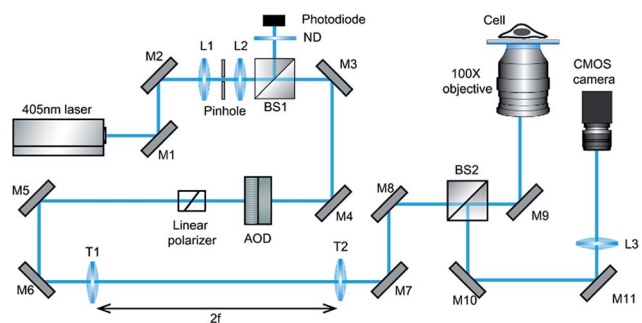 Photodiode
ND
Cell
M2
L1
L2
M3
100X
objective
CMOS
camera
405nm laser
Pinhole
BS1
M1
M5
M8
BS2
Linear
polarizer
AOD
M4
M9
T1
T2
L3
M6
M7
M10
M11
2f